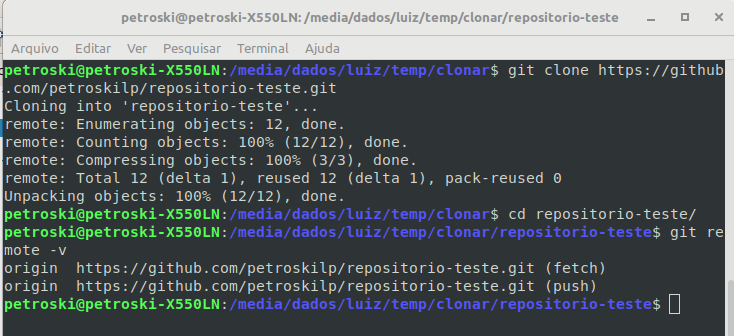 petroski@petroski-X550LN: /media/dados/luiz/temp/clonar/repositorio-teste
Arquivo Editar Ver Pesquisar Terminal Ajuda
petroski@petroski-X550LN:/media/dados/luiz/temp/clonar$ git clone https://github
.com/petroskilp/repositorio-teste.git
Cloning into 'repositorio-teste'...
remote: Enumerating objects: 12, done.
remote: Counting objects: 100% (12/12), done.
remote: Compressing objects: 100% (3/3), done.
remote: Total 12 (delta 1), reused 12 (delta 1), pack-reused 0
Unpacking objects: 100% (12/12), done.
petroski@petroski-X550LN:/media/dados/luiz/temp/clonar$ cd repositorio-teste/
petroski@petroski-X550LN:/media/dados/luiz/temp/clonar/repositorio-teste$ git re
mote -v
origin  https://github.com/petroskilp/repositorio-teste.git (fetch)
origin  https://github.com/petroskilp/repositorio-teste.git (push)
petroski@petroski-X550LN:/media/dados/luiz/temp/clonar/repositorio-teste$